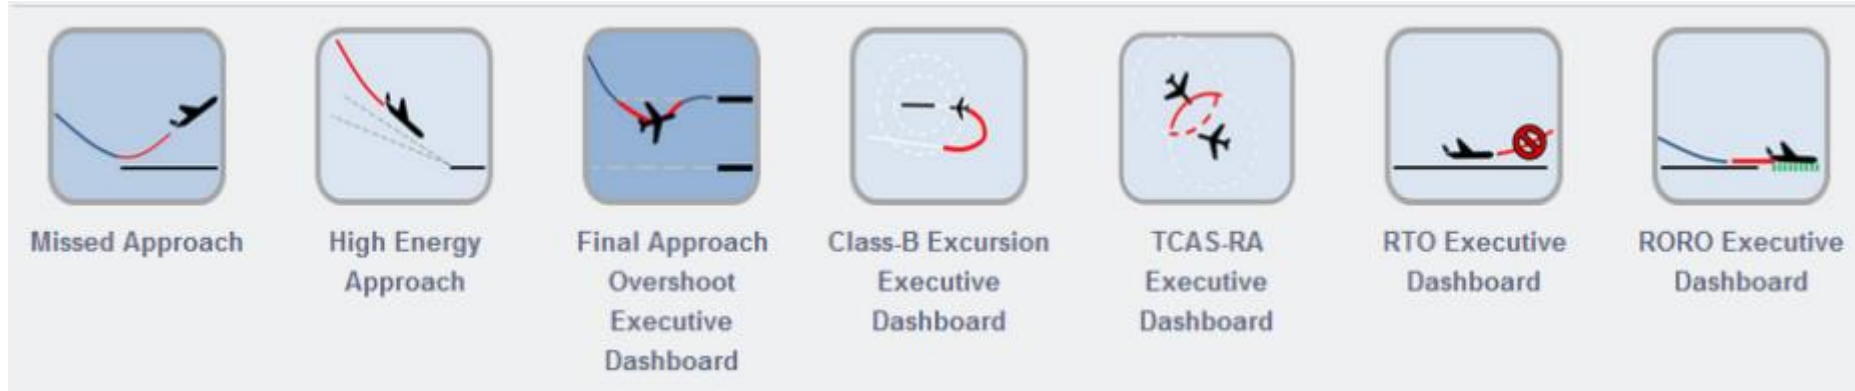 Missed Approach
High Energy
Approach
Final Approach
Overshoot
Executive
Dashboard
Class-B Excursion
Executive
Dashboard
TCAS-RA
Executive
Dashboard
RTO Executive
Dashboard
RORO Executive
Dashboard